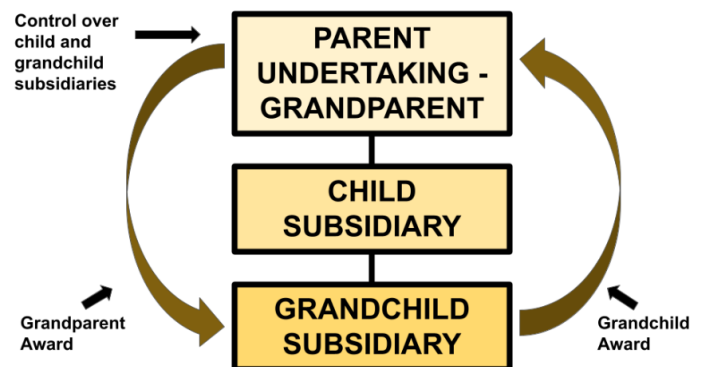 Control over
child and
grandchild
subsidiaries
PARENT
UNDERTAKING -
GRANDPARENT
CHILD
SUBSIDIARY
GRANDCHILD
SUBSIDIARY
Grandparent
Award
Grandchild
Award